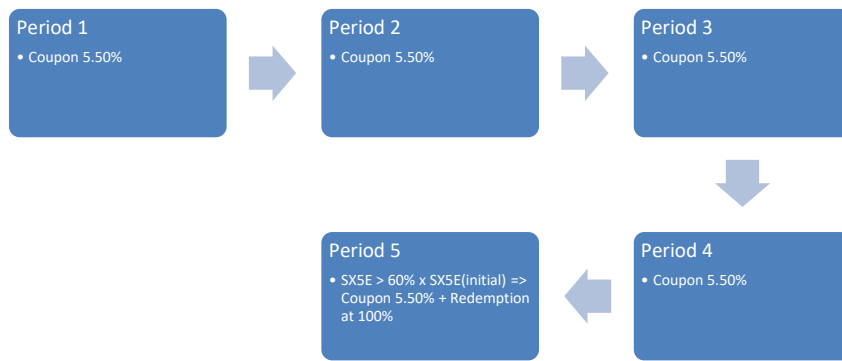 Period 1
• Coupon 5.50%
Period 2
• Coupon 5.50%
Period 3
• Coupon 5.50%
Period 4
• Coupon 5.50%
Period 5
• SX5E > 60% x SX5E(initial) =>
Coupon 5.50% + Redemption
at 100%